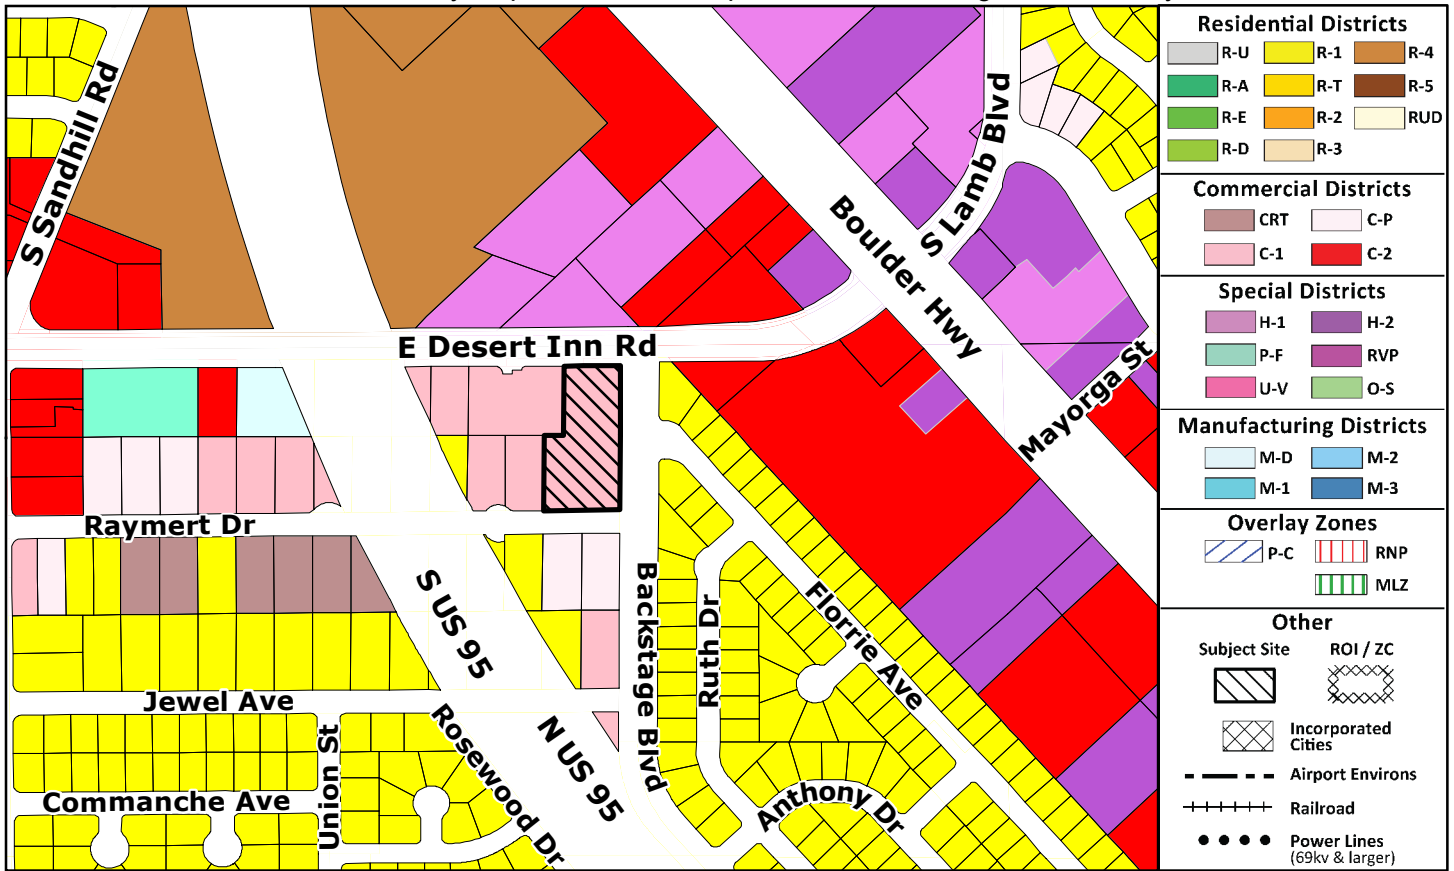 S Sandhill Rd
S Lamb Blvd
Boulder Hwy
E Desert Inn Rd
Mayorga St
Raymert Dr
S US 95
Backstage Blvd
Ruth Dr
Florrie Ave
Jewel Ave
Union St
Rosewood Dr
N US 95
Commanche Ave
Anthony Dr
Residential Districts
R-U R-1 R-4
R-A R-T R-5
R-E R-2 RUD
R-D R-3
Commercial Districts
CRT C-P
C-1 C-2
Special Districts
H-1 H-2
P-F RVP
U-V O-S
Manufacturing Districts
M-D M-2
M-1 M-3
Overlay Zones
P-C RNP
MLZ
Other
Subject Site ROI / ZC
Incorporated
Cities
Airport Environs
Railroad
Power Lines
(69kv & larger)